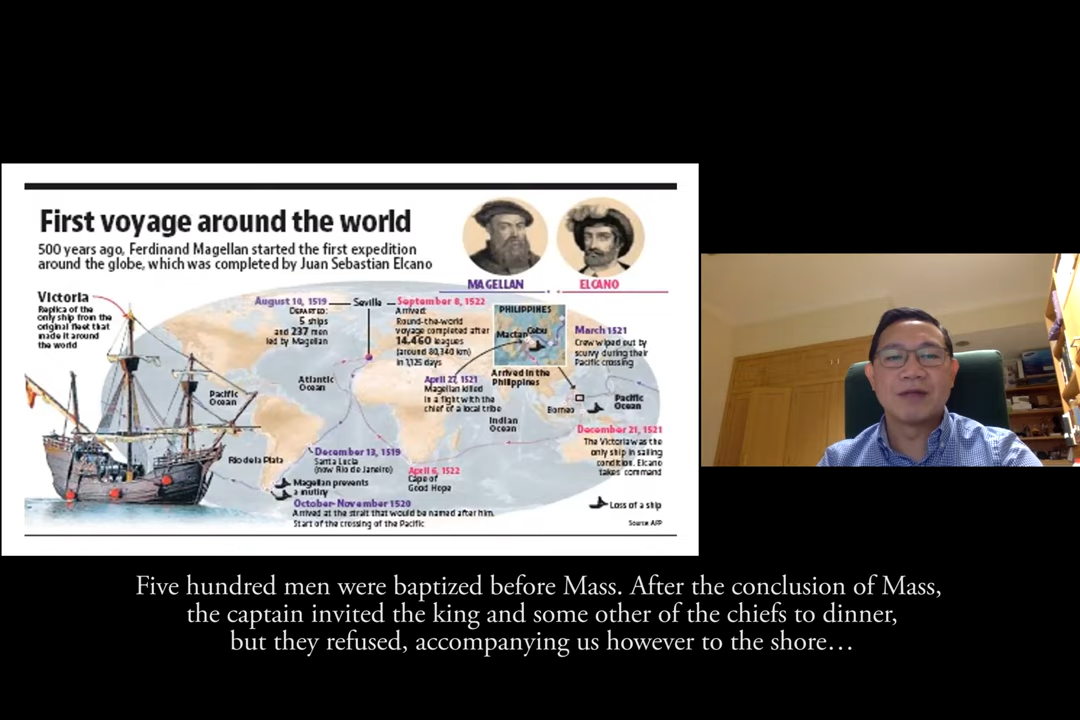 First voyage around the world
500 years ago, Ferdinand Magellan started the first expedition
around the globe, which was completed by Juan Sebastian Elcano
MAGELLAN
ELCANO
Victoria
Replica of the
only ship from the
original fleet that
made it around
the world
August 10, 1519
DEPARTED:
5 ships
and 237 men
led by Magellan
Seville
September 8, 1522
Arrived:
Round-the-world
voyage completed after
14.460 leagues
(around 80,340 km)
in 1,125 days
PHILIPPINES
Mactan
Cebu
Arrived in the
Philippines
March 1521
Crew wiped out by
scurvy during their
Pacific crossing
April 27, 1521
Magellan killed
in a fight with the
chief of a local tribe
Atlantic
Ocean
Pacific
Ocean
Indian
Ocean
Borneo
Pacific
Ocean
December 21, 1521
The Victoria was the
only ship in sailing
condition. Elcano
takes command
Rio de la Plata
December 13, 1519
Santa Lucia
(now Rio de Janeiro)
April 6, 1522
Cape of
Good Hope
Magellan prevents
a mutiny
October-November 1520
Arrived at the strait that would be named after him.
Start of the crossing of the Pacific
Loss of a ship
Source: AFP
Five hundred men were baptized before Mass. After the conclusion of Mass,
the captain invited the king and some other of the chiefs to dinner,
but they refused, accompanying us however to the shore…